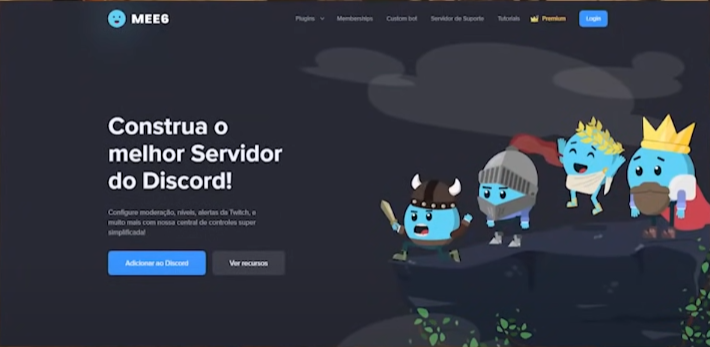 MEE6
Plugins
Memberships
Custom bot
Servidor de Suporte
Tutoriais
Premium
Login
Construa o
melhor Servidor
do Discord!
Configure moderação, níveis, alertas da Twitch, e
muito mais com nossa central de controles super
simplificada!
Adicionar ao Discord
Ver recursos